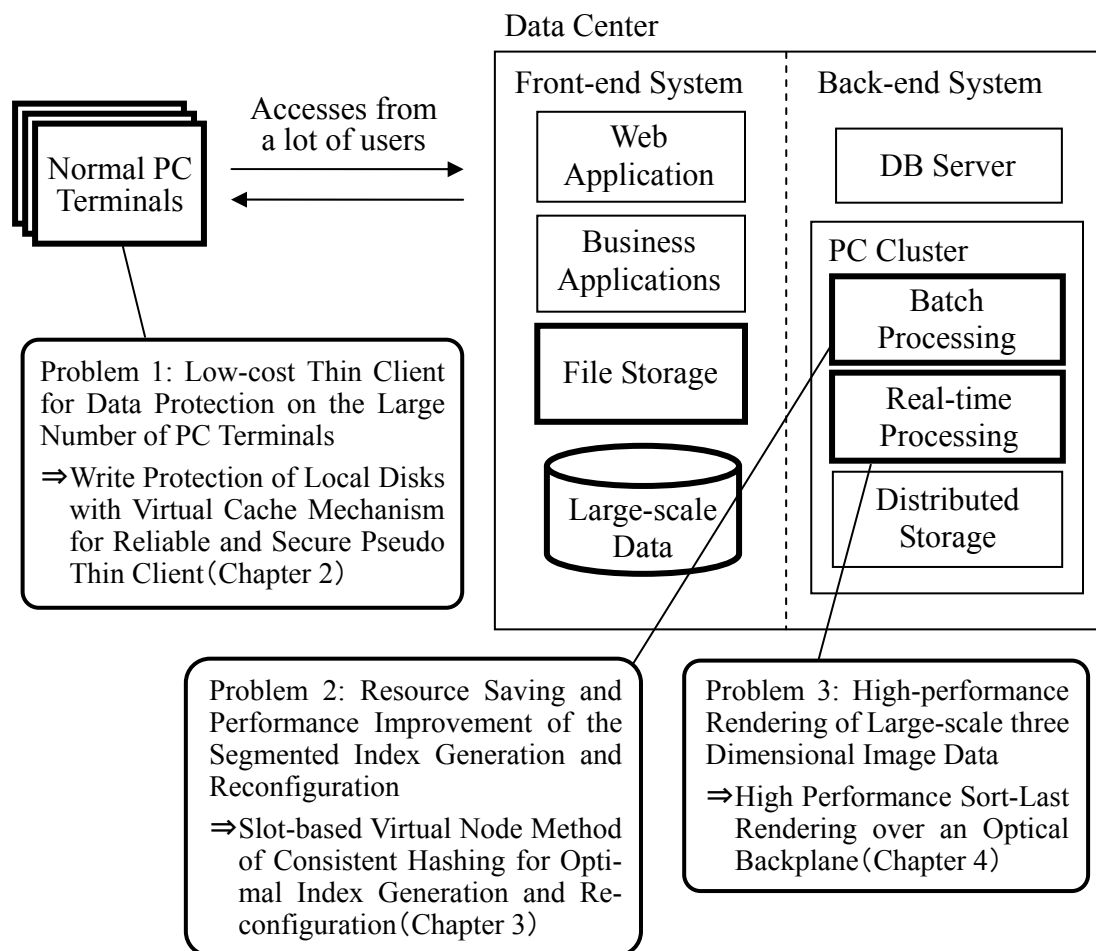 Data Center
Front-end System
Back-end System
Accesses from
a lot of users
Normal PC
Terminals
Web
Application
DB Server
Business
Applications
PC Cluster
Batch
Processing
File Storage
Real-time
Processing
Large-scale
Data
Distributed
Storage
Problem 1: Low-cost Thin Client
for Data Protection on the Large
Number of PC Terminals
⇒Write Protection of Local Disks
with Virtual Cache Mechanism
for Reliable and Secure Pseudo
Thin Client(Chapter 2)
Problem 2: Resource Saving and
Performance Improvement of the
Segmented Index Generation and
Reconfiguration
⇒Slot-based Virtual Node Method
of Consistent Hashing for Opti-
mal Index Generation and Re-
configuration(Chapter 3)
Problem 3: High-performance
Rendering of Large-scale three
Dimensional Image Data
⇒High Performance Sort-Last
Rendering over an Optical
Backplane(Chapter 4)